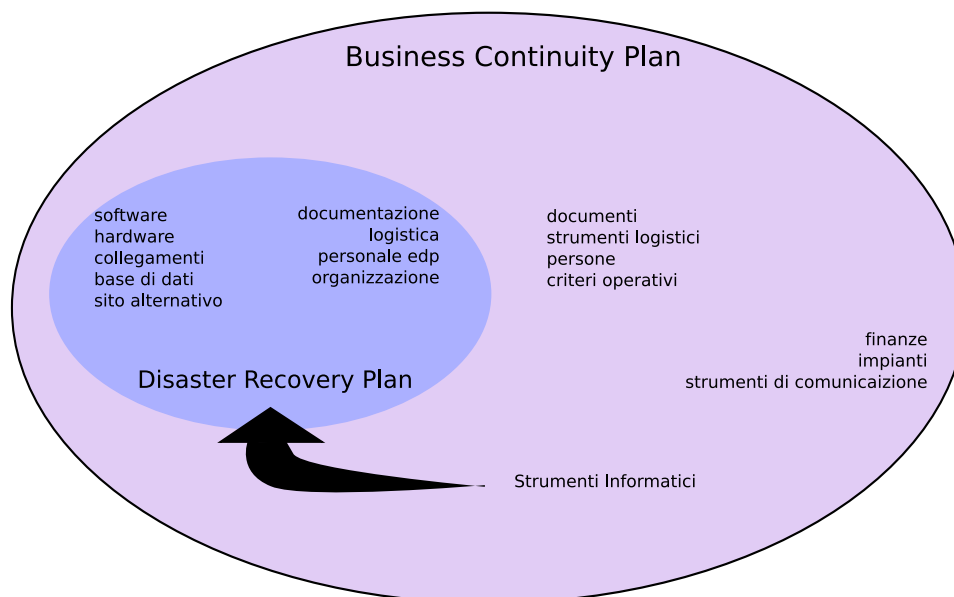 Business Continuity Plan
software
hardware
collegamenti
base di dati
sito alternativo
documentazione
logistica
personale edp
organizzazione
documenti
strumenti logistici
persone
criteri operativi
finanze
impianti
strumenti di comunicaizione
Disaster Recovery Plan
Strumenti Informatici